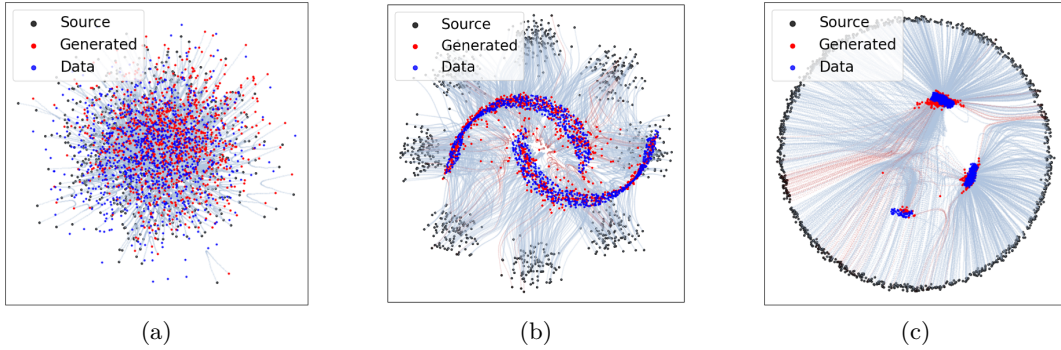 Source
Generated
Data
Source
Generated
Data
Source
Generated
Data
(a)
(b)
(c)